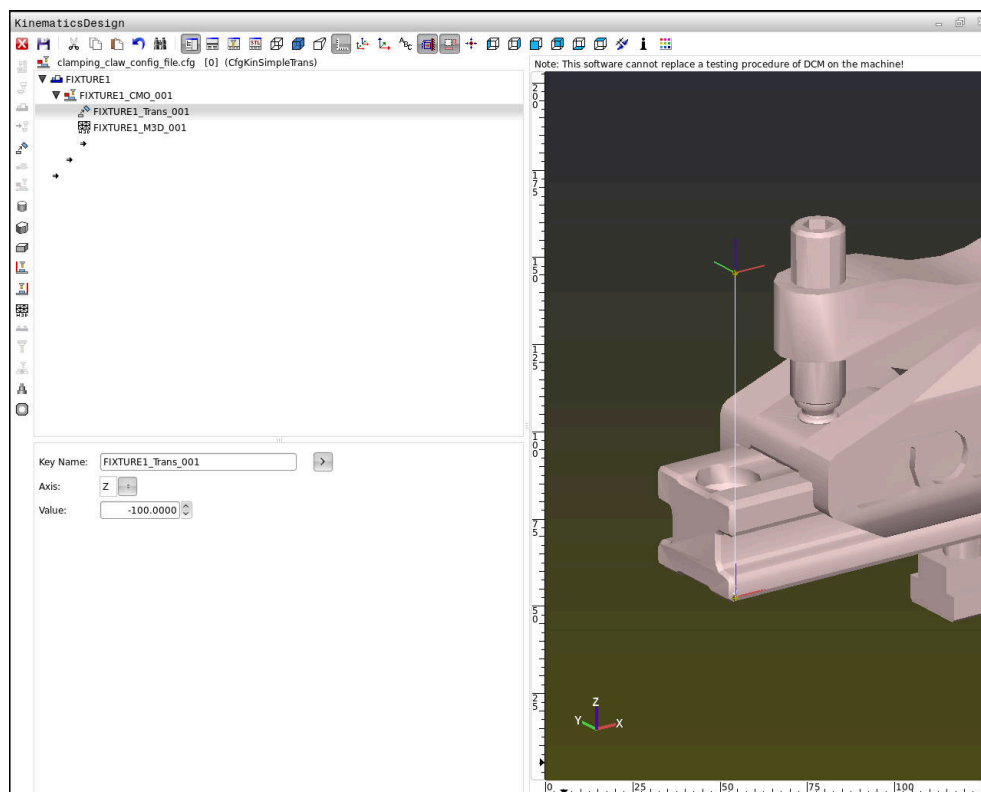 KinematicsDesign
clamping_claw_config_file.cfg [0] (CfgKinSimpleTrans)
Note: This software cannot replace a testing procedure of DCM on the machine!
FIXTURE1
FIXTURE1_CMO_001
FIXTURE1_Trans_001
FIXTURE1_M3D_001
Key Name: FIXTURE1_Trans_001 >
Axis: Z
Value: -100.0000
200
175
150
125
100
75
50
25
Z
Y X
0 25 50 75 100